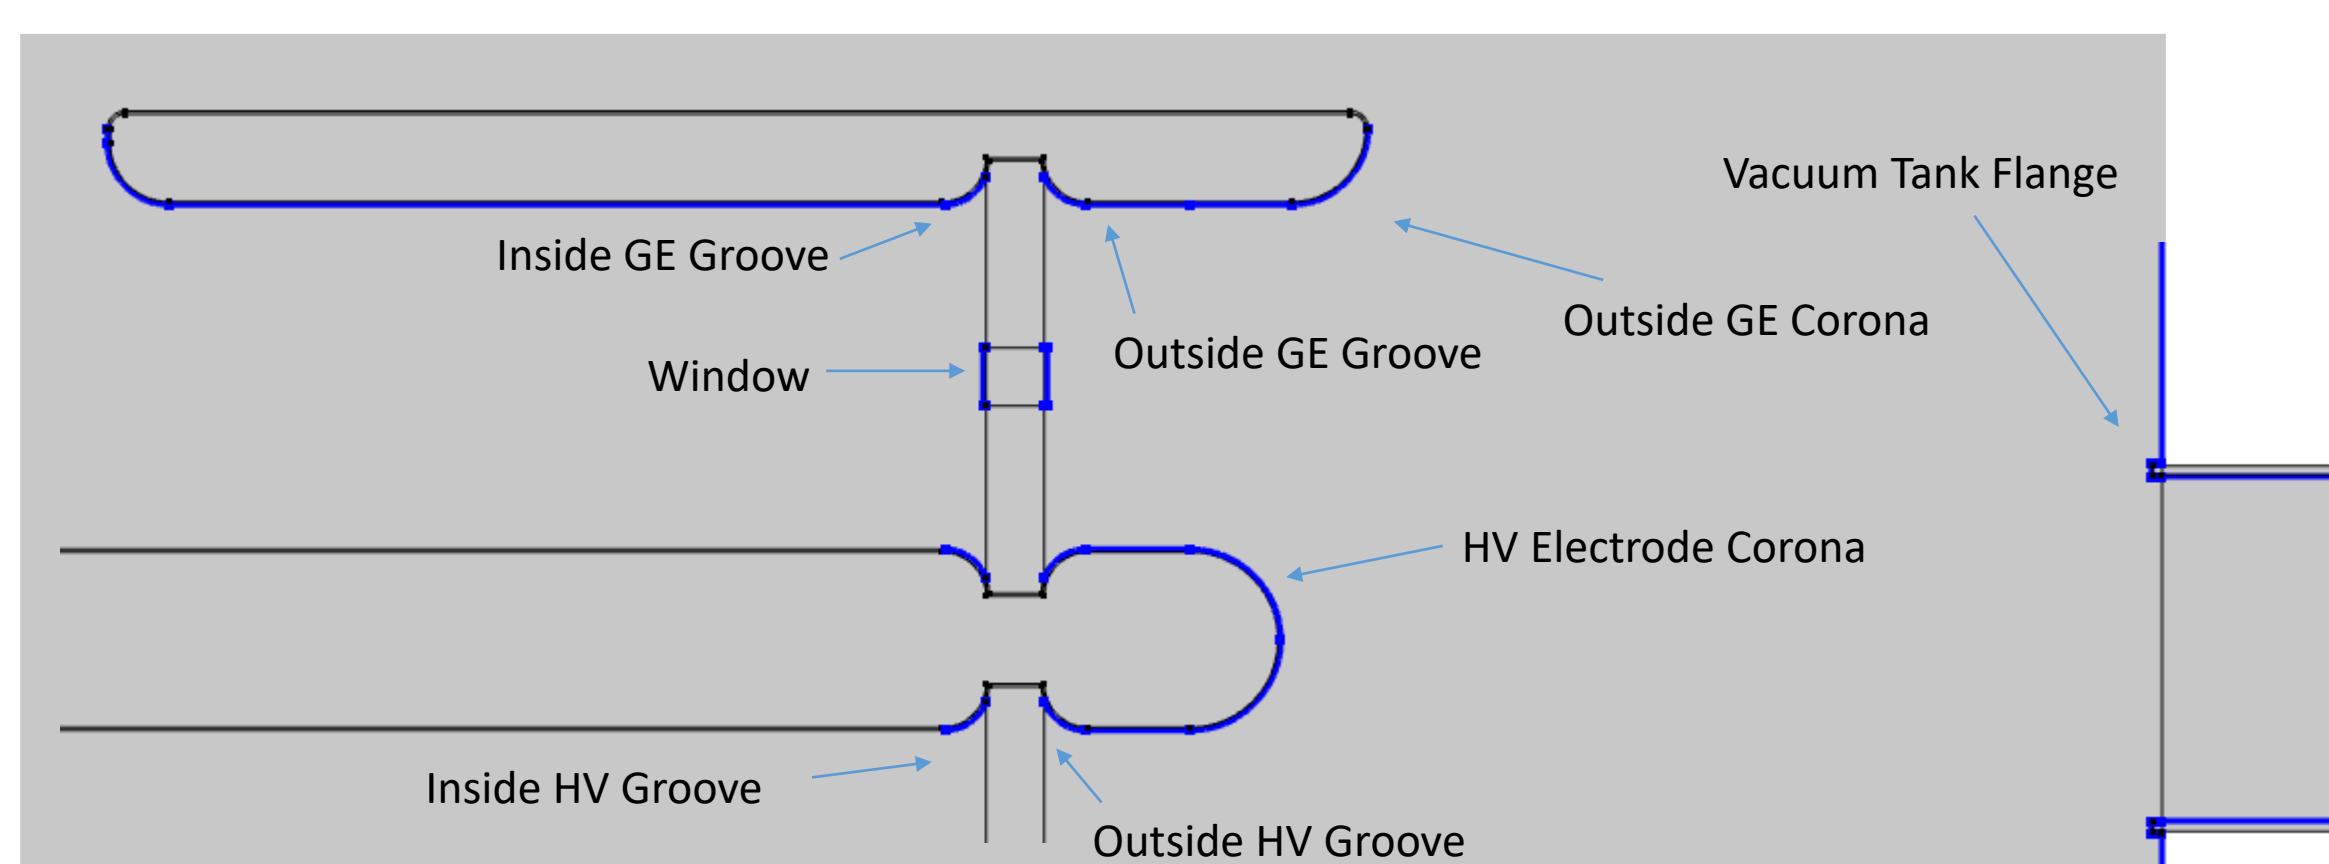 Vacuum Tank Flange
Inside GE Groove
Outside GE Corona
Outside GE Groove
Window
HV Electrode Corona
Inside HV Groove
Outside HV Groove